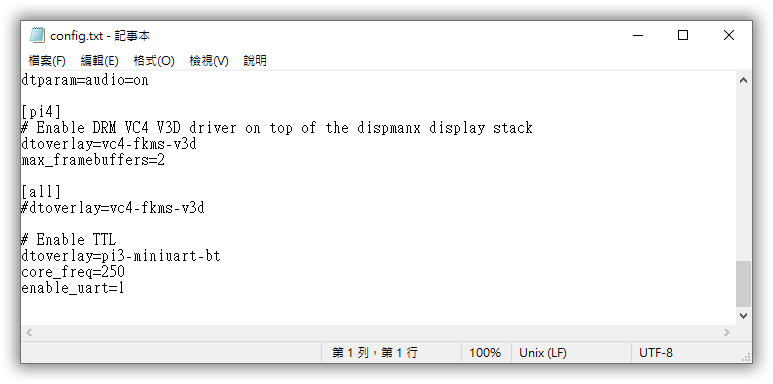 config.txt - 記事本
檔案(F) 編輯(E) 格式(O) 檢視(V) 說明
dtparam=audio=on
[pi4]
# Enable DRM VC4 V3D driver on top of the dispmanx display stack
dtoverlay=vc4-fkms-v3d
max_framebuffers=2
[all]
#dtoverlay=vc4-fkms-v3d
# Enable TTL
dtoverlay=pi3-miniuart-bt
core_freq=250
enable_uart=1
第 1 列，第 1 行 100% Unix (LF) UTF-8